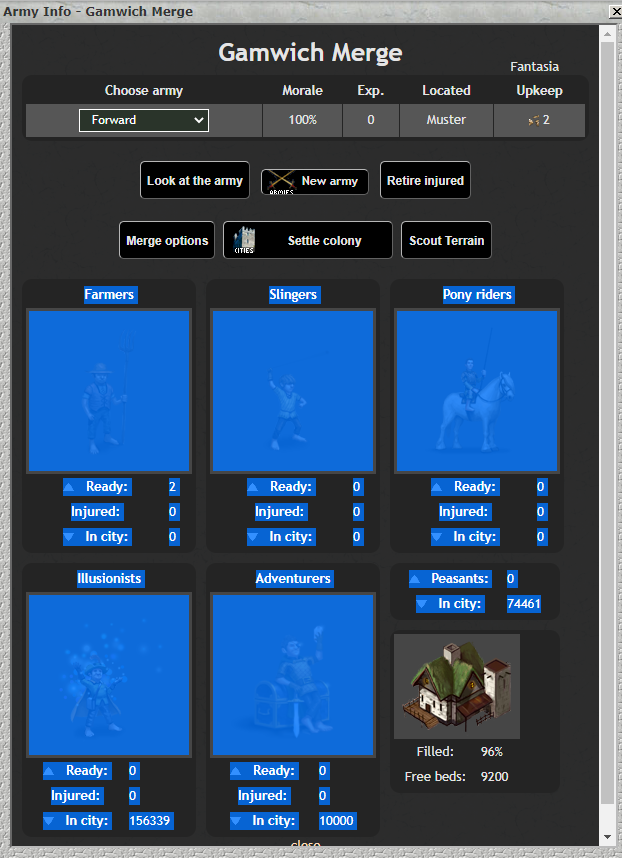 Army Info - Gamwich Merge
Gamwich Merge
Fantasia
Choose army Morale Exp. Located Upkeep
Forward 100% 0 Muster 2
Look at the army ARMIES New army Retire injured
Merge options CITIES Settle colony Scout Terrain
Farmers Slingers Pony riders
Ready: 2 Ready: 0 Ready: 0
Injured: 0 Injured: 0 Injured: 0
In city: 0 In city: 0 In city: 0
Illusionists Adventurers Peasants: 0
In city: 74461
Filled: 96%
Ready: 0 Ready: 0 Free beds: 9200
Injured: 0 Injured: 0
In city: 156339 In city: 10000
close